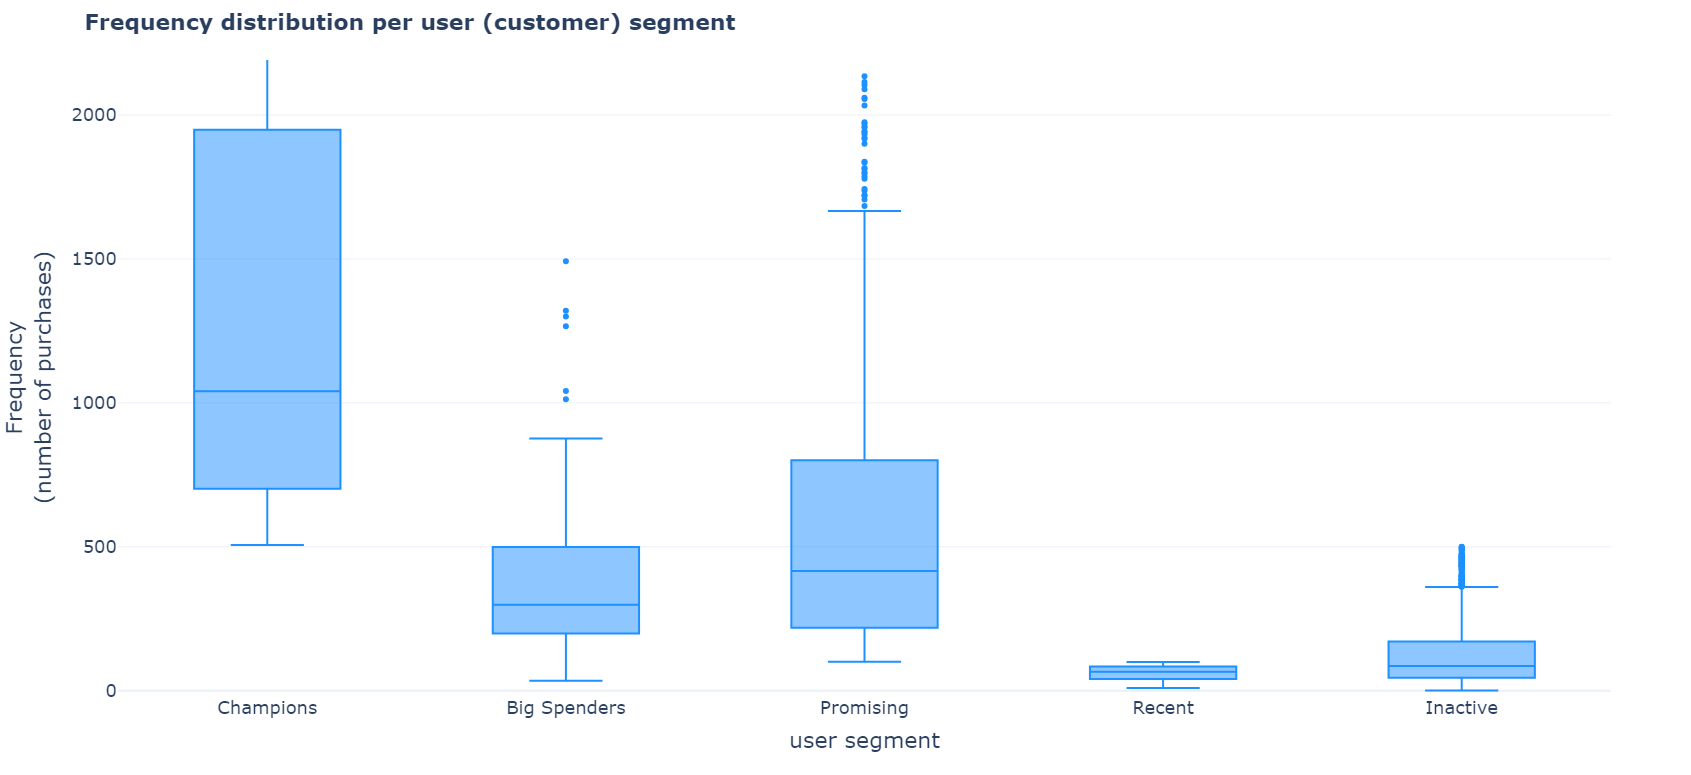 Frequency distribution per user (customer) segment
Frequency
(number of purchases)
2000
1500
1000
500
0
Champions
Big Spenders
Promising
Recent
Inactive
user segment